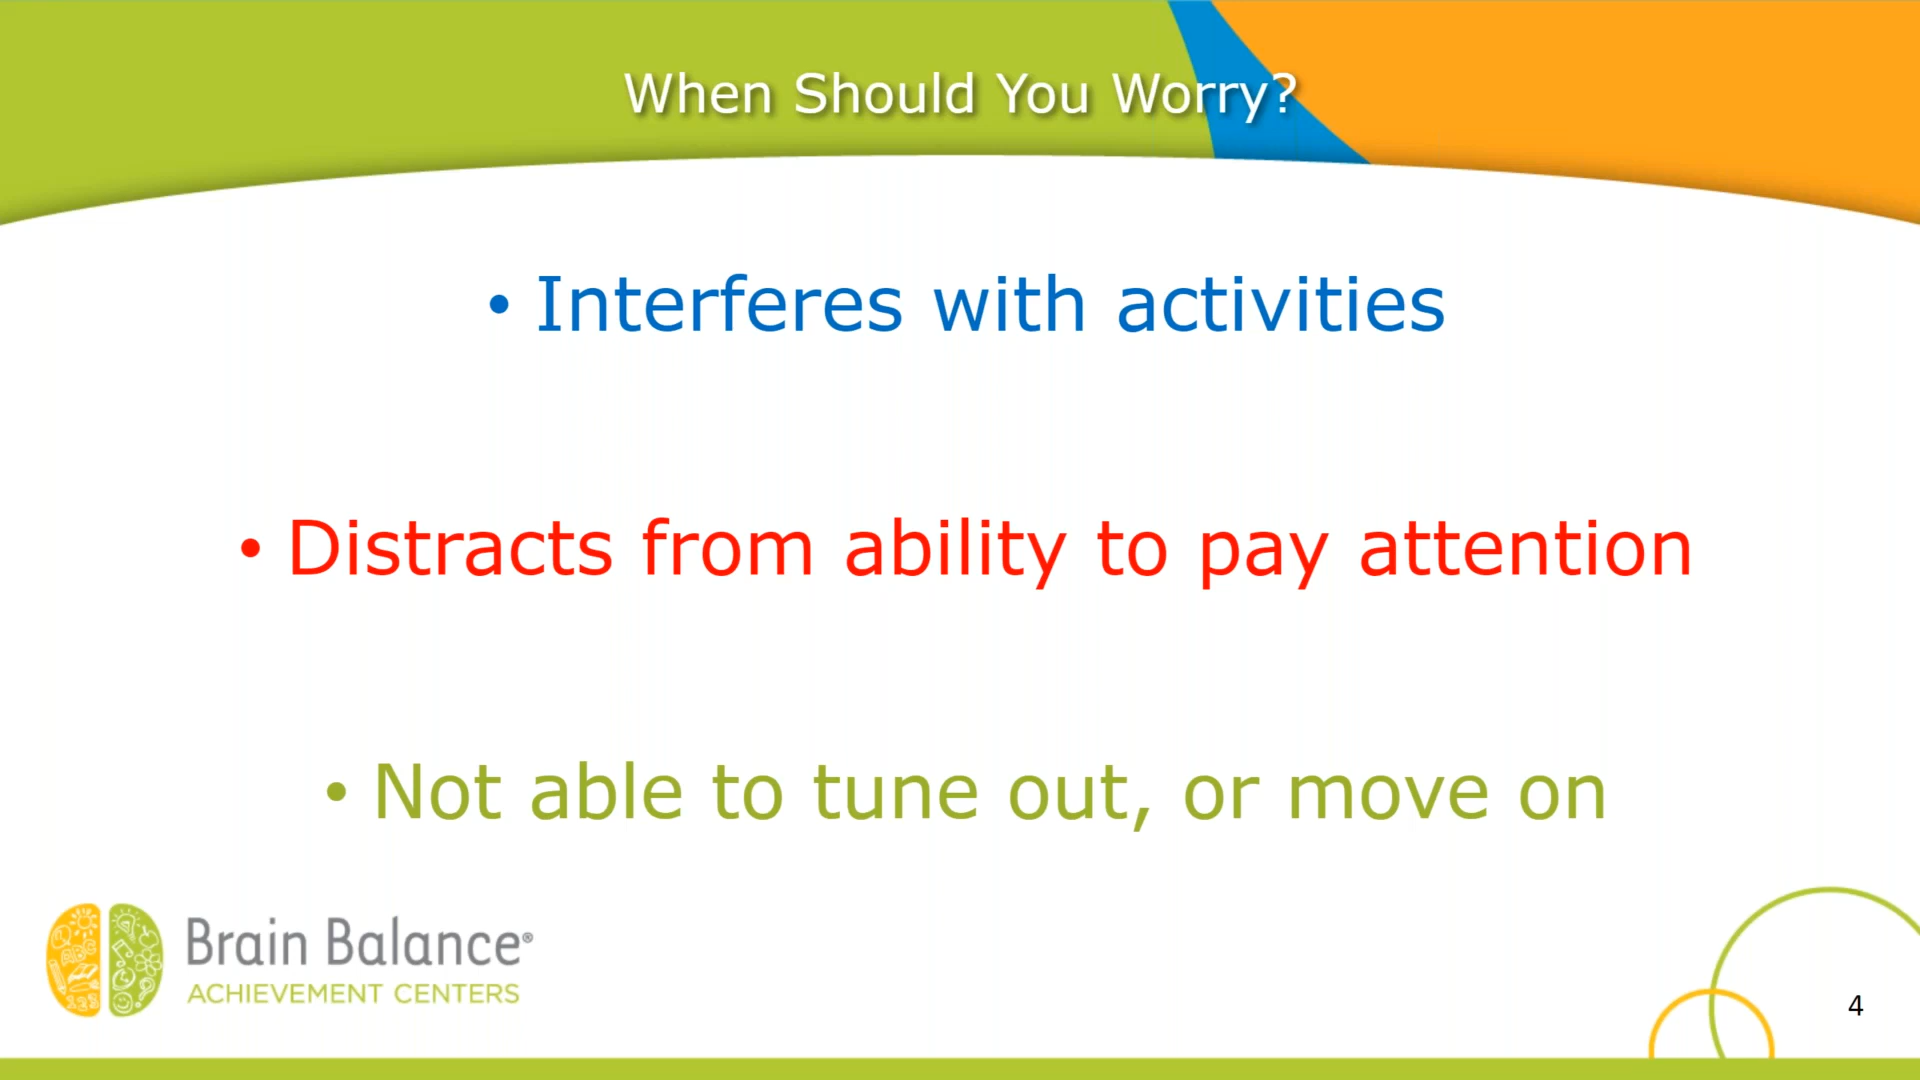 When Should You Worry?
• Interferes with activities
• Distracts from ability to pay attention
• Not able to tune out, or move on
Brain Balance®
ACHIEVEMENT CENTERS
4